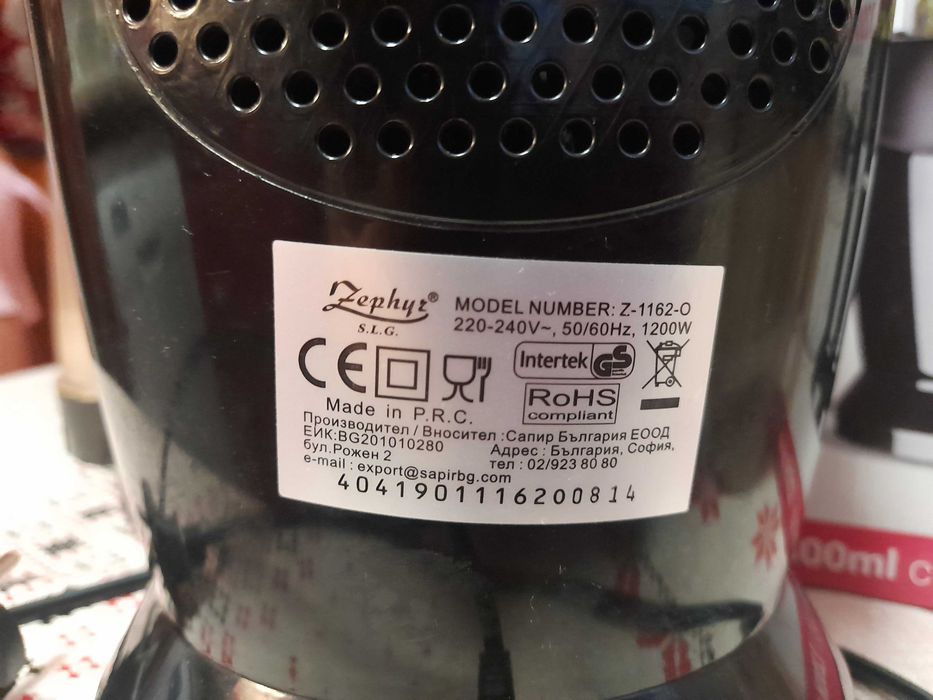 Zephyr®
S.L.G.
MODEL NUMBER: Z-1162-O
220-240V~, 50/60Hz, 1200W
CE
Intertek GS
RoHS
compliant
Made in P.R.C.
Производител / Вносител :Сапир България ЕООД
ЕИК:BG201010280 Адрес : България, София,
бул.Рожен 2 тел : 02/923 80 80
e-mail : export@sapirbg.com
4041901116200814
00ml C